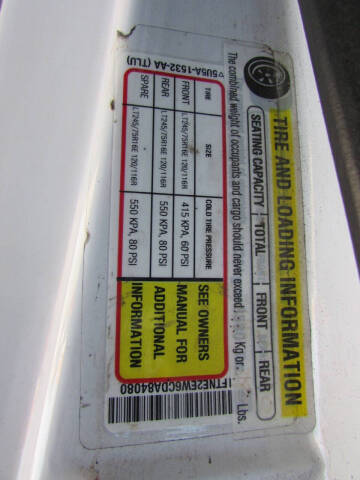 TIRE AND LOADING INFORMATION
SEATING CAPACITY TOTAL FRONT REAR
The combined weight of occupants and cargo should never exceed Kg or Lbs.
TIRE SIZE COLD TIRE PRESSURE
FRONT LT245/75R16E 120/116R 415 KPA, 60 PSI
REAR LT245/75R16E 120/116R 550 KPA, 80 PSI
SPARE LT245/75R16E 120/116R 550 KPA, 80 PSI
SEE OWNERS
MANUAL FOR
ADDITIONAL
INFORMATION
5U5A-1532-AA (TLU)
1FTNE2EW6CDA84080